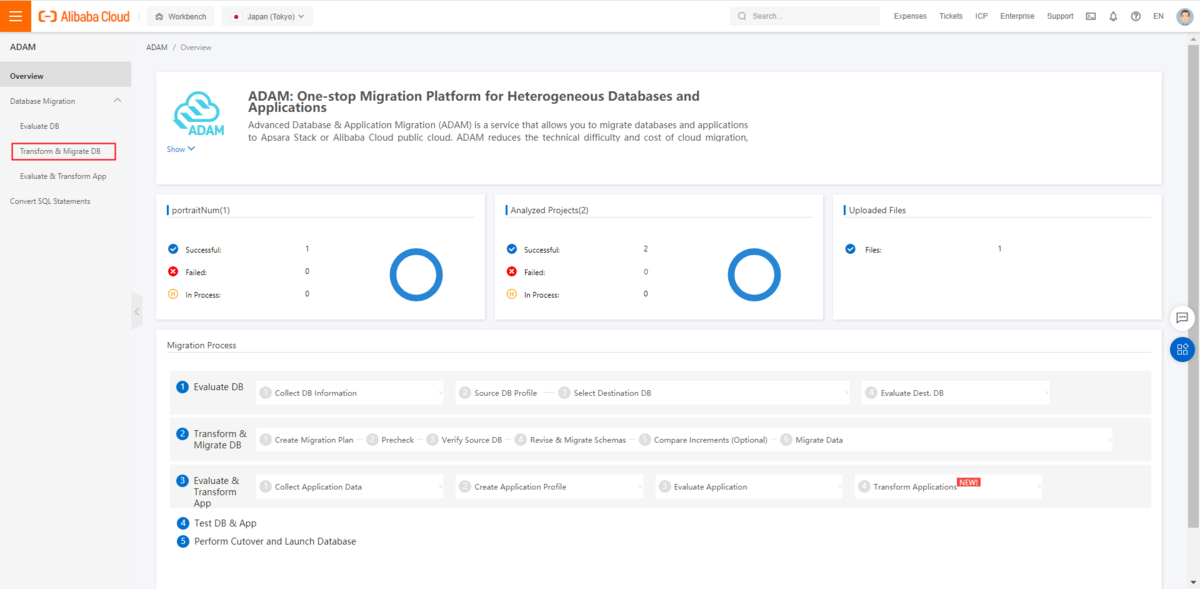 Alibaba Cloud
Workbench
Japan (Tokyo)
Search...
Expenses
Tickets
ICP
Enterprise
Support
EN
ADAM
Overview
Database Migration
Evaluate DB
Transform & Migrate DB
Evaluate & Transform App
Convert SQL Statements
ADAM / Overview
ADAM
ADAM: One-stop Migration Platform for Heterogeneous Databases and
Applications
Advanced Database & Application Migration (ADAM) is a service that allows you to migrate databases and applications
to Apsara Stack or Alibaba Cloud public cloud. ADAM reduces the technical difficulty and cost of cloud migration,
Show
portraitNum(1)
Successful: 1
Failed: 0
In Process: 0
Analyzed Projects(2)
Successful: 2
Failed: 0
In Process: 0
Uploaded Files
Files: 1
Migration Process
1 Evaluate DB
1 Collect DB Information
2 Source DB Profile
3 Select Destination DB
4 Evaluate Dest. DB
2 Transform &
Migrate DB
1 Create Migration Plan
2 Precheck
3 Verify Source DB
4 Revise & Migrate Schemas
5 Compare Increments (Optional)
6 Migrate Data
3 Evaluate &
Transform
App
1 Collect Application Data
2 Create Application Profile
3 Evaluate Application
4 Transform Applications NEW!
4 Test DB & App
5 Perform Cutover and Launch Database